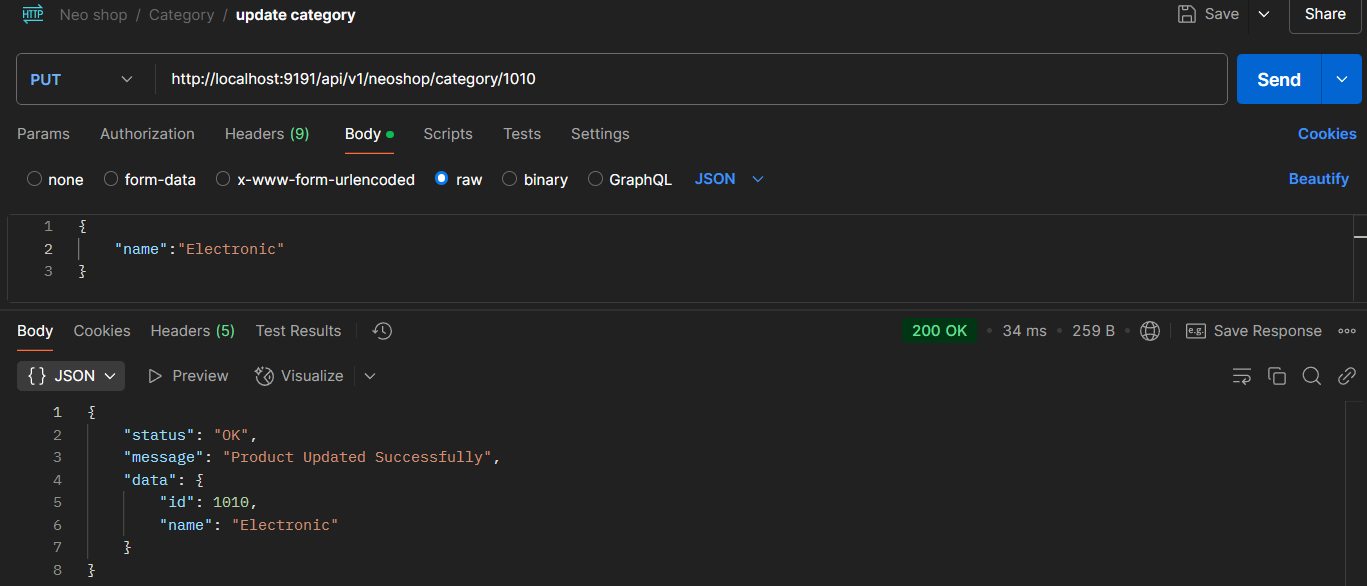 HTTP Neo shop / Category / update category Save Share
PUT http://localhost:9191/api/v1/neoshop/category/1010 Send
Params Authorization Headers (9) Body Scripts Tests Settings Cookies
none form-data x-www-form-urlencoded raw binary GraphQL JSON Beautify
1 {
2 "name":"Electronic"
3 }
Body Cookies Headers (5) Test Results 200 OK • 34 ms • 259 B • e.g. Save Response
{} JSON Preview Visualize
1 {
2 "status": "OK",
3 "message": "Product Updated Successfully",
4 "data": {
5 "id": 1010,
6 "name": "Electronic"
7 }
8 }